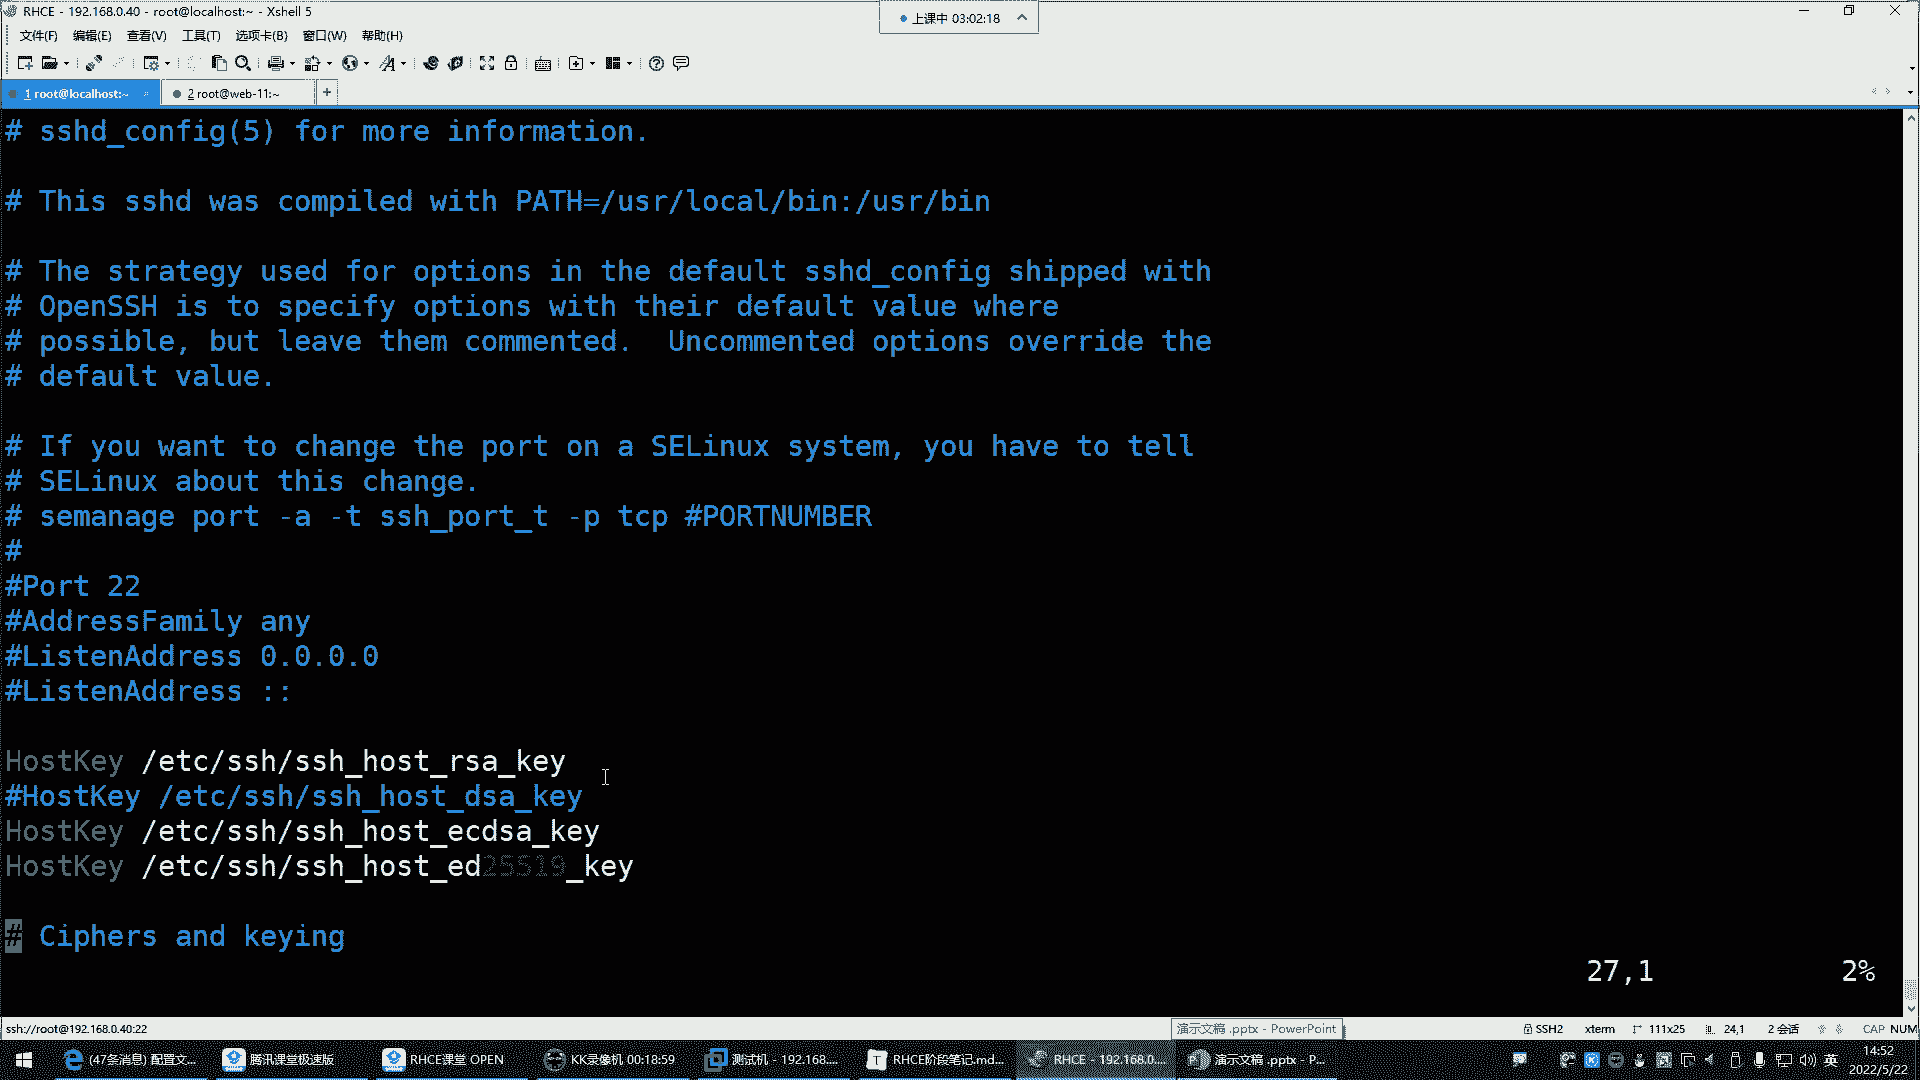 RHCE - 192.168.0.40 - root@localhost:~ - Xshell 5
上课中 03:02:18
文件(F) 编辑(E) 查看(V) 工具(T) 选项卡(B) 窗口(W) 帮助(H)
1 root@localhost:~ 2 root@web-11:~ +
# sshd_config(5) for more information.
# This sshd was compiled with PATH=/usr/local/bin:/usr/bin
# The strategy used for options in the default sshd_config shipped with
# OpenSSH is to specify options with their default value where
# possible, but leave them commented.  Uncommented options override the
# default value.
# If you want to change the port on a SELinux system, you have to tell
# SELinux about this change.
# semanage port -a -t ssh_port_t -p tcp #PORTNUMBER
#
#Port 22
#AddressFamily any
#ListenAddress 0.0.0.0
#ListenAddress ::
HostKey /etc/ssh/ssh_host_rsa_key
#HostKey /etc/ssh/ssh_host_dsa_key
HostKey /etc/ssh/ssh_host_ecdsa_key
HostKey /etc/ssh/ssh_host_ed25519_key
# Ciphers and keying
27,1 2%
ssh://root@192.168.0.40:22
演示文稿 .pptx - PowerPoint
SSH2 xterm 111x25 24,1 2 会话 CAP NUM
(47条消息) 配置文... 腾讯课堂极速版 RHCE课堂 OPEN KK录像机 00:18:59 测试机 - 192.168.... RHCE阶段笔记.md... RHCE - 192.168.0.... 演示文稿 .pptx - P... 英
14:52
2022/5/22